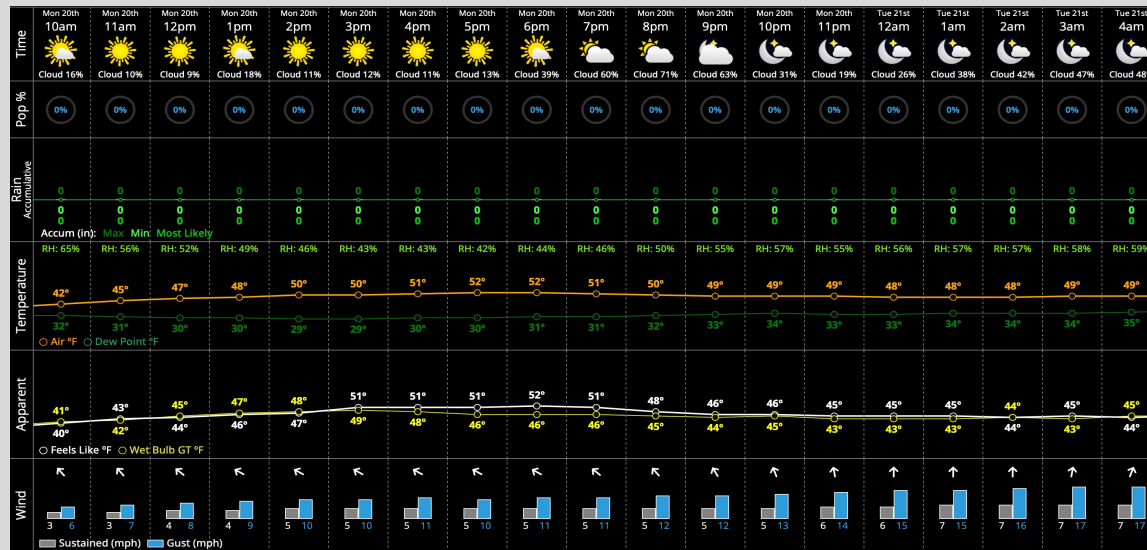 Time
Mon 20th Mon 20th Mon 20th Mon 20th Mon 20th Mon 20th Mon 20th Mon 20th Mon 20th Mon 20th Mon 20th Mon 20th Mon 20th Mon 20th Tue 21st Tue 21st Tue 21st Tue 21st Tue 21st
10am 11am 12pm 1pm 2pm 3pm 4pm 5pm 6pm 7pm 8pm 9pm 10pm 11pm 12am 1am 2am 3am 4am
Cloud 16% Cloud 10% Cloud 9% Cloud 18% Cloud 11% Cloud 12% Cloud 11% Cloud 13% Cloud 39% Cloud 60% Cloud 71% Cloud 63% Cloud 31% Cloud 19% Cloud 26% Cloud 38% Cloud 42% Cloud 47% Cloud 48%
Pop %
0% 0% 0% 0% 0% 0% 0% 0% 0% 0% 0% 0% 0% 0% 0% 0% 0% 0% 0%
Rain
Accumulative
0 0 0 0 0 0 0 0 0 0 0 0 0 0 0 0 0 0 0
0 0 0 0 0 0 0 0 0 0 0 0 0 0 0 0 0 0 0
0 0 0 0 0 0 0 0 0 0 0 0 0 0 0 0 0 0 0
Accum (in): Max Min Most Likely
Temperature
RH: 65% RH: 56% RH: 52% RH: 49% RH: 46% RH: 43% RH: 43% RH: 42% RH: 44% RH: 46% RH: 50% RH: 55% RH: 57% RH: 55% RH: 56% RH: 57% RH: 57% RH: 58% RH: 59%
42° 45° 47° 48° 50° 50° 51° 52° 52° 51° 50° 49° 49° 49° 48° 48° 48° 49° 49°
32° 31° 30° 30° 29° 29° 30° 30° 31° 31° 32° 33° 34° 33° 33° 34° 34° 34° 35°
Air °F Dew Point °F
Apparent
41° 43° 45° 47° 48° 51° 51° 51° 52° 51° 48° 46° 46° 45° 45° 45° 44° 45° 45°
40° 42° 44° 46° 47° 49° 48° 46° 46° 46° 45° 44° 45° 43° 43° 43° 44° 43° 44°
Feels Like °F Wet Bulb GT °F
Wind
3 6 3 7 4 8 4 9 5 10 5 10 5 11 5 10 5 11 5 11 5 12 5 12 5 13 6 14 6 15 7 15 7 16 7 17 7 17
Sustained (mph) Gust (mph)